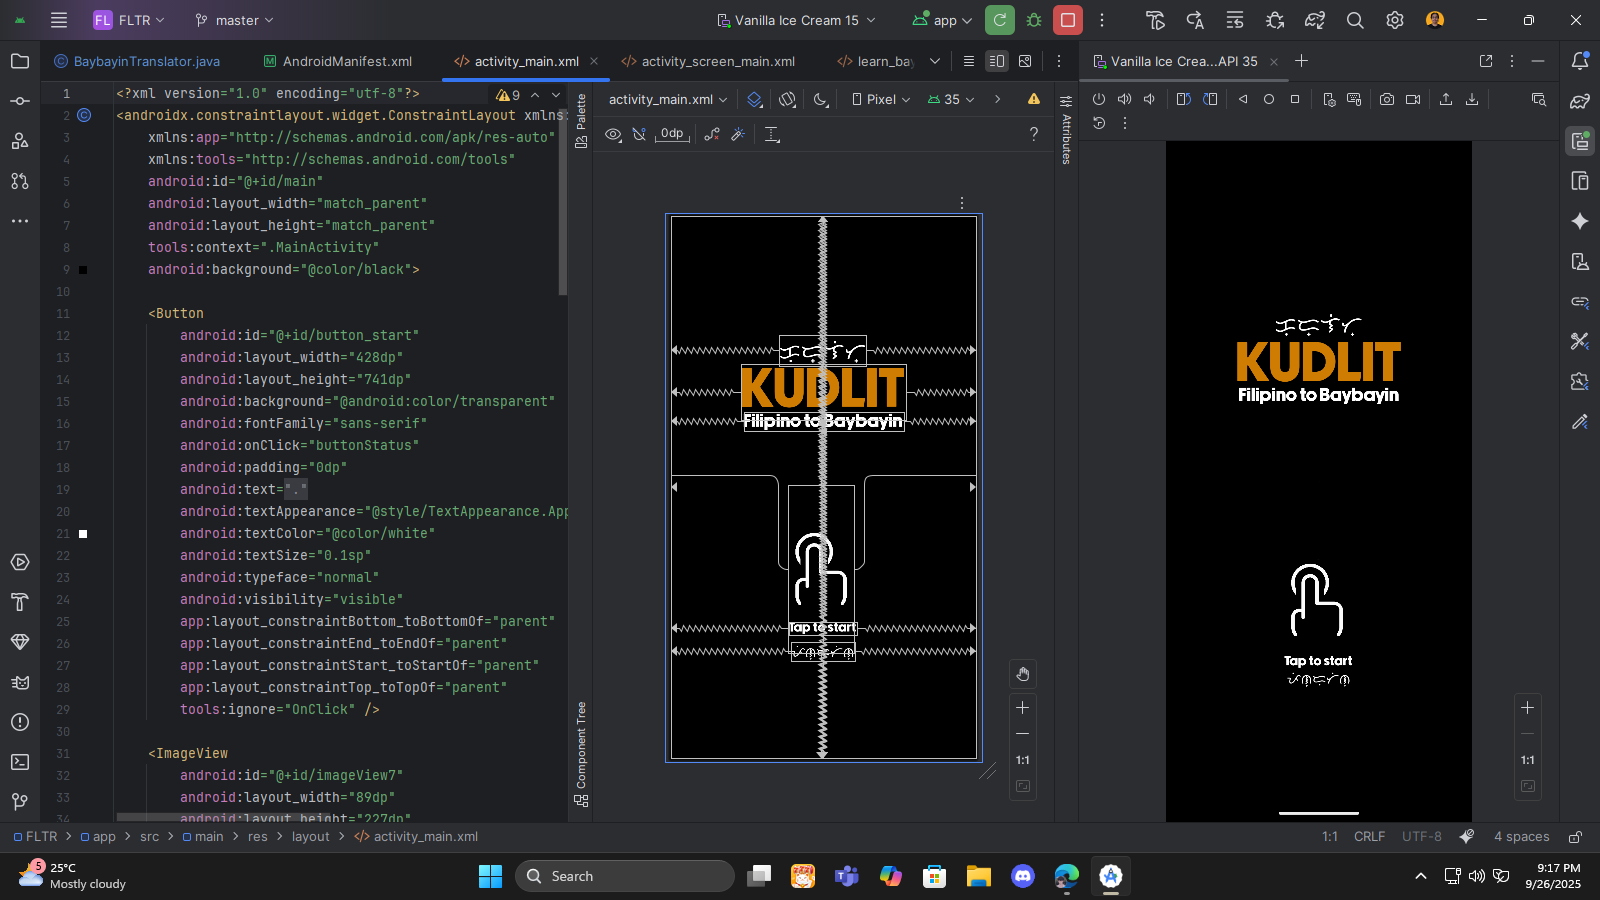 FL FLTR
master
Vanilla Ice Cream 15
app
BaybayinTranslator.java
AndroidManifest.xml
activity_main.xml
activity_screen_main.xml
learn_bay
Vanilla Ice Crea...API 35
1 <?xml version="1.0" encoding="utf-8"?>
9
2 <androidx.constraintlayout.widget.ConstraintLayout xmlns:
3 xmlns:app="http://schemas.android.com/apk/res-auto"
4 xmlns:tools="http://schemas.android.com/tools"
5 android:id="@+id/main"
6 android:layout_width="match_parent"
7 android:layout_height="match_parent"
8 tools:context=".MainActivity"
9 android:background="@color/black">
10
11 <Button
12 android:id="@+id/button_start"
13 android:layout_width="428dp"
14 android:layout_height="741dp"
15 android:background="@android:color/transparent"
16 android:fontFamily="sans-serif"
17 android:onClick="buttonStatus"
18 android:padding="0dp"
19 android:text="."
20 android:textAppearance="@style/TextAppearance.App
21 android:textColor="@color/white"
22 android:textSize="0.1sp"
23 android:typeface="normal"
24 android:visibility="visible"
25 app:layout_constraintBottom_toBottomOf="parent"
26 app:layout_constraintEnd_toEndOf="parent"
27 app:layout_constraintStart_toStartOf="parent"
28 app:layout_constraintTop_toTopOf="parent"
29 tools:ignore="OnClick" />
30
31 <ImageView
32 android:id="@+id/imageView7"
33 android:layout_width="89dp"
34 android:layout_height="227dp"
Palette
Component Tree
activity_main.xml
Pixel
35
0dp
?
Attributes
KUDLIT
Filipino to Baybayin
Tap to start
1:1
KUDLIT
Filipino to Baybayin
Tap to start
1:1
FLTR > app > src > main > res > layout > activity_main.xml
1:1
CRLF
UTF-8
4 spaces
5
25°C
Mostly cloudy
Search
9:17 PM
9/26/2025